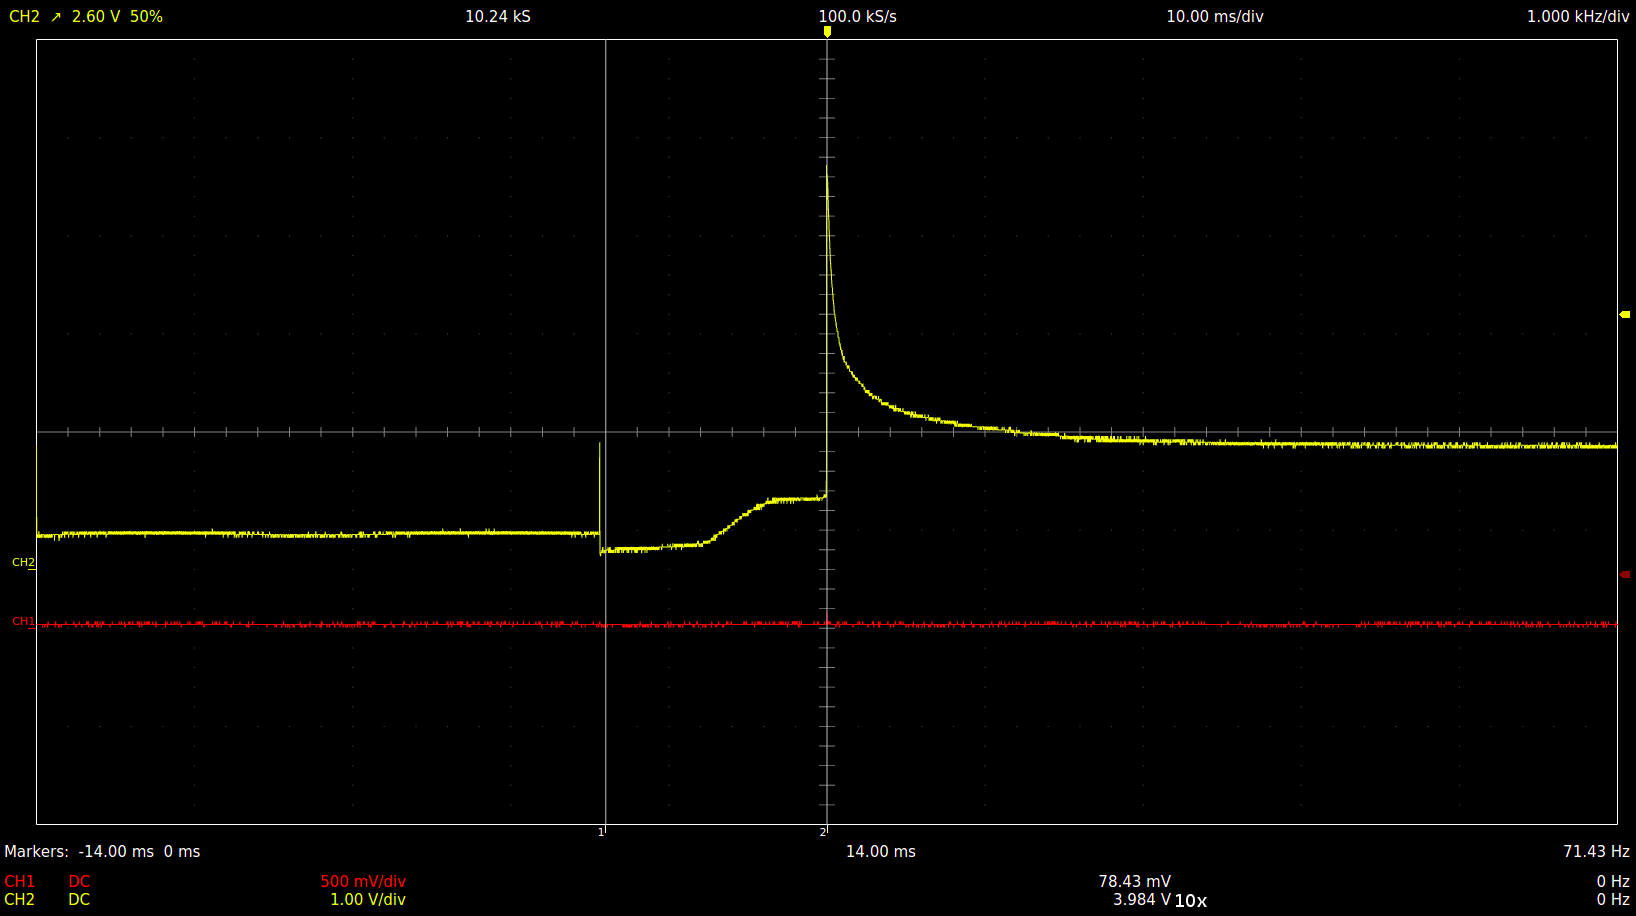 CH2 ↗ 2.60 V 50% 10.24 kS 100.0 kS/s 10.00 ms/div 1.000 kHz/div
CH2
CH1
1 2
Markers: -14.00 ms 0 ms 14.00 ms 71.43 Hz
CH1 DC 500 mV/div 78.43 mV 0 Hz
CH2 DC 1.00 V/div 3.984 V 10x 0 Hz